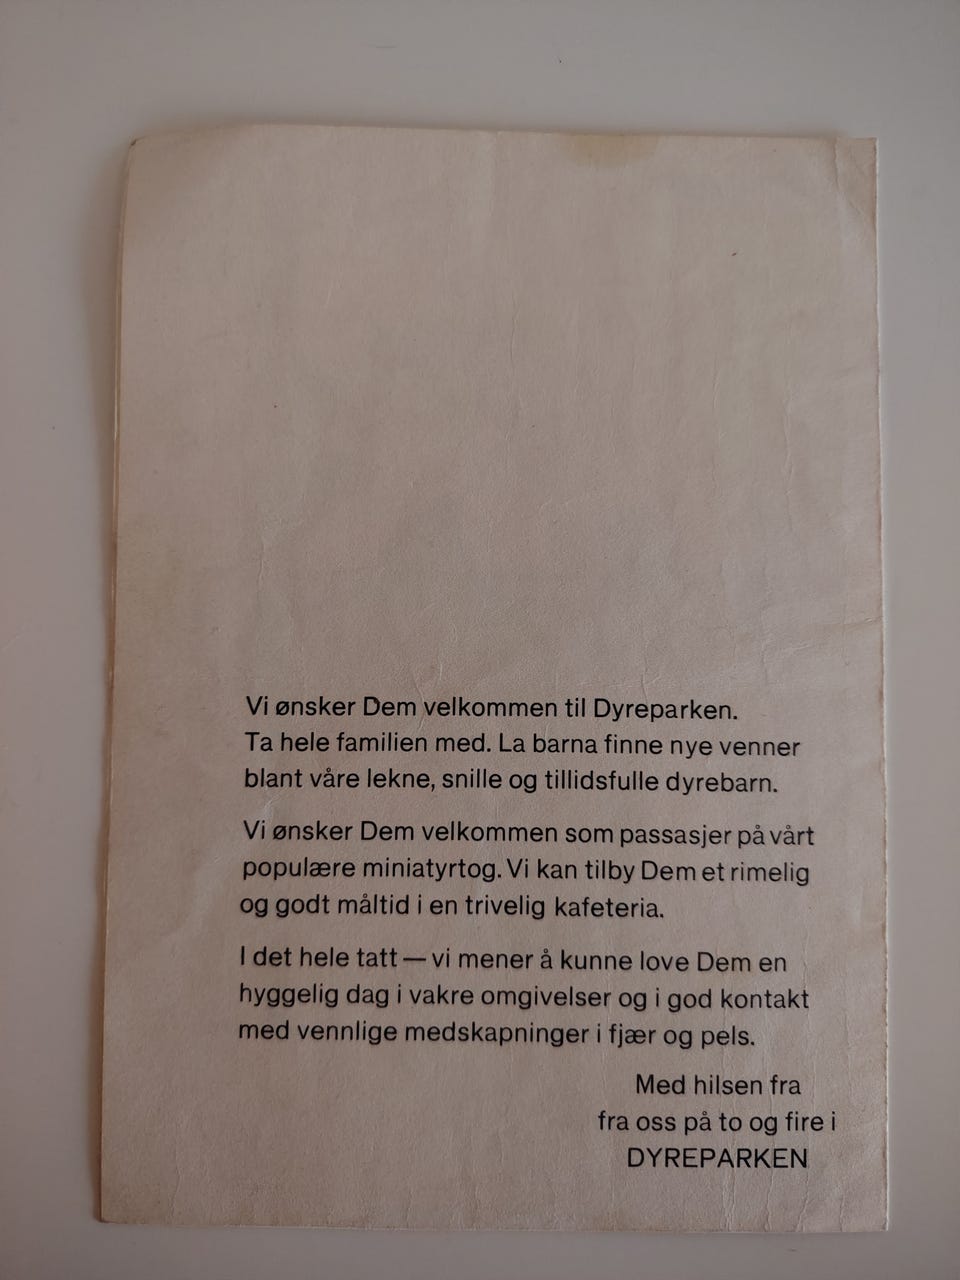 Vi ønsker Dem velkommen til Dyreparken.
Ta hele familien med. La barna finne nye venner
blant våre lekne, snille og tillidsfulle dyrebarn.
Vi ønsker Dem velkommen som passasjer på vårt
populære miniatyrtog. Vi kan tilby Dem et rimelig
og godt måltid i en trivelig kafeteria.
I det hele tatt — vi mener å kunne love Dem en
hyggelig dag i vakre omgivelser og i god kontakt
med vennlige medskapninger i fjær og pels.
Med hilsen fra
fra oss på to og fire i
DYREPARKEN